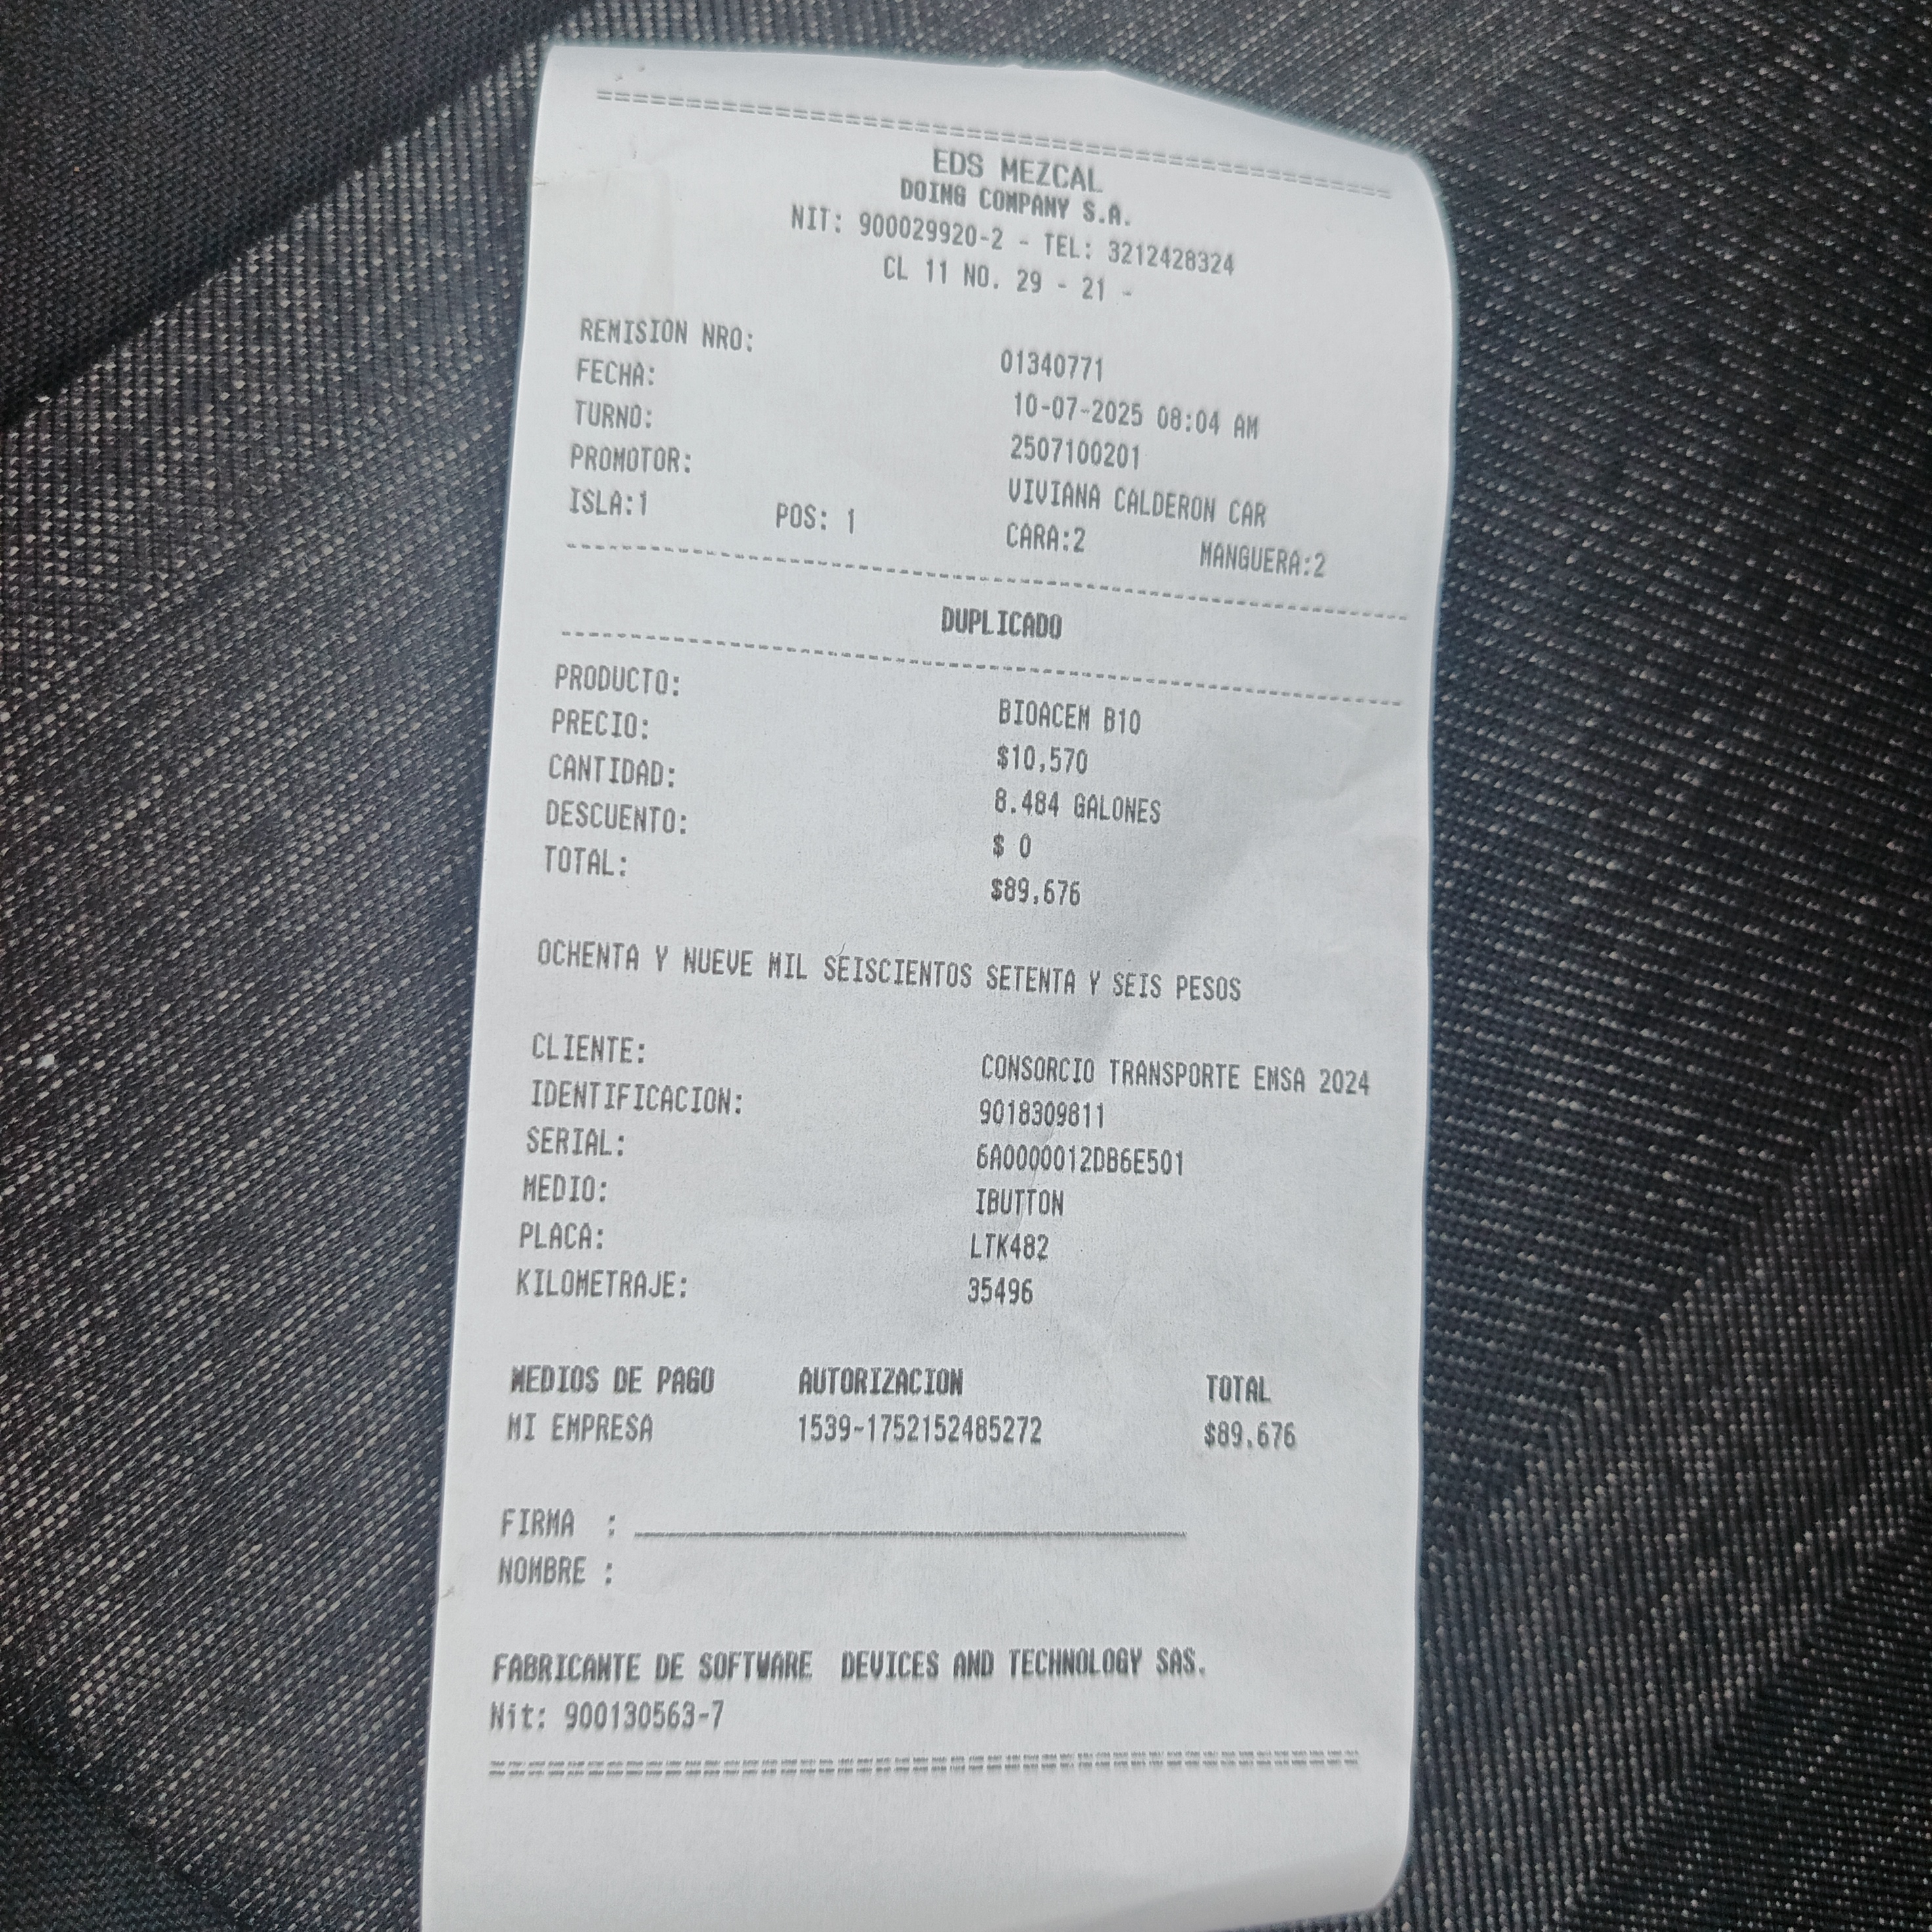 ================================================
EDS MEZCAL
DOING COMPANY S.A.
NIT: 900029920-2 - TEL: 3212428324
CL 11 NO. 29 - 21 -
REMISION NRO: 01340771
FECHA: 10-07-2025 08:04 AM
TURNO: 2507100201
PROMOTOR: VIVIANA CALDERON CAR
ISLA:1 POS: 1 CARA:2 MANGUERA:2
------------------------------------------------
DUPLICADO
------------------------------------------------
PRODUCTO: BIOACEM B10
PRECIO: $10,570
CANTIDAD: 8.484 GALONES
DESCUENTO: $ 0
TOTAL: $89,676
OCHENTA Y NUEVE MIL SEISCIENTOS SETENTA Y SEIS PESOS
CLIENTE: CONSORCIO TRANSPORTE EMSA 2024
IDENTIFICACION: 9018309811
SERIAL: 6A0000012DB6E501
MEDIO: IBUTTON
PLACA: LTK482
KILOMETRAJE: 35496
MEDIOS DE PAGO AUTORIZACION TOTAL
MI EMPRESA 1539-1752152485272 $89,676
FIRMA : ______________________________
NOMBRE :
FABRICANTE DE SOFTWARE DEVICES AND TECHNOLOGY SAS.
Nit: 900130563-7
================================================